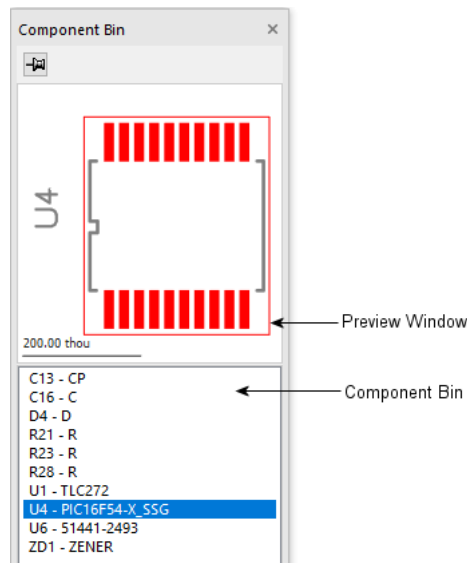 Component Bin
U4
Preview Window
200.00 thou
C13 - CP
C16 - C
Component Bin
D4 - D
R21 - R
R23 - R
R28 - R
U1 - TLC272
U4 - PIC16F54-X_SSG
U6 - 51441-2493
ZD1 - ZENER